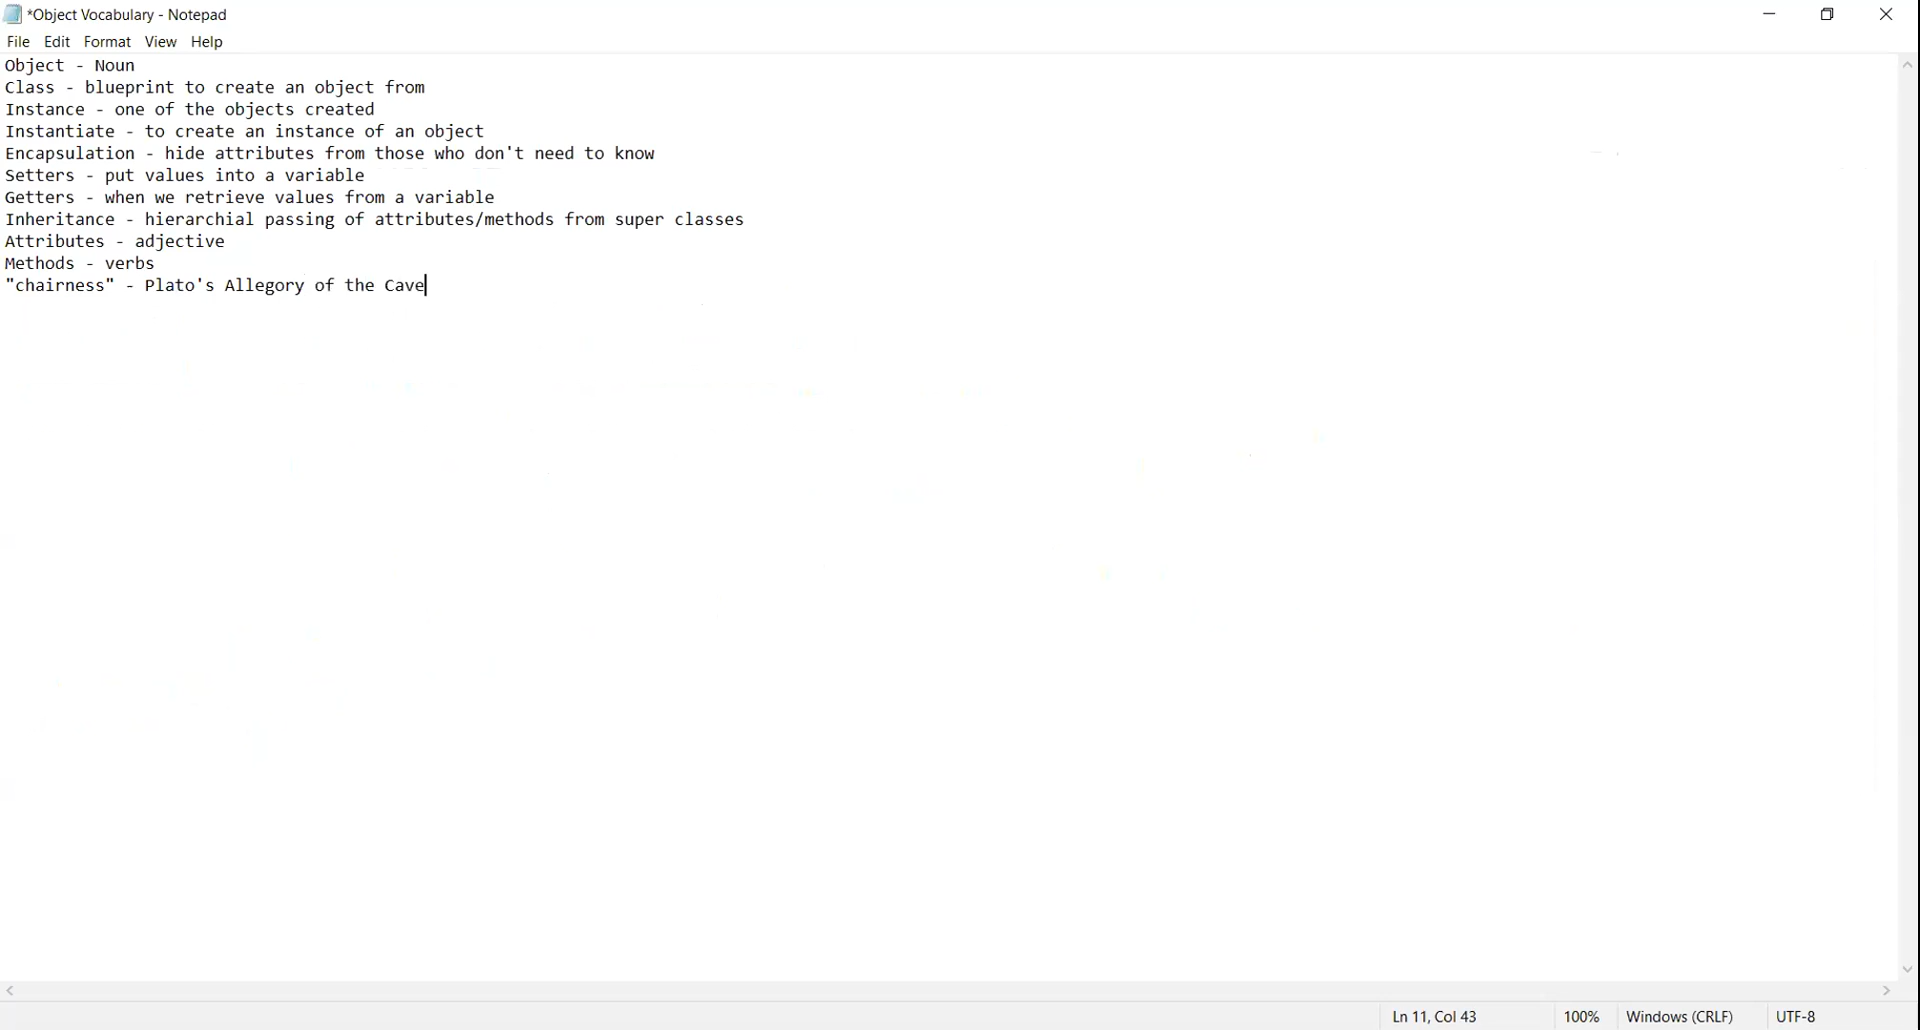 *Object Vocabulary - Notepad
File Edit Format View Help
Object - Noun
Class - blueprint to create an object from
Instance - one of the objects created
Instantiate - to create an instance of an object
Encapsulation - hide attributes from those who don't need to know
Setters - put values into a variable
Getters - when we retrieve values from a variable
Inheritance - hierarchial passing of attributes/methods from super classes
Attributes - adjective
Methods - verbs
"chairness" - Plato's Allegory of the Cave
Ln 11, Col 43 100% Windows (CRLF) UTF-8